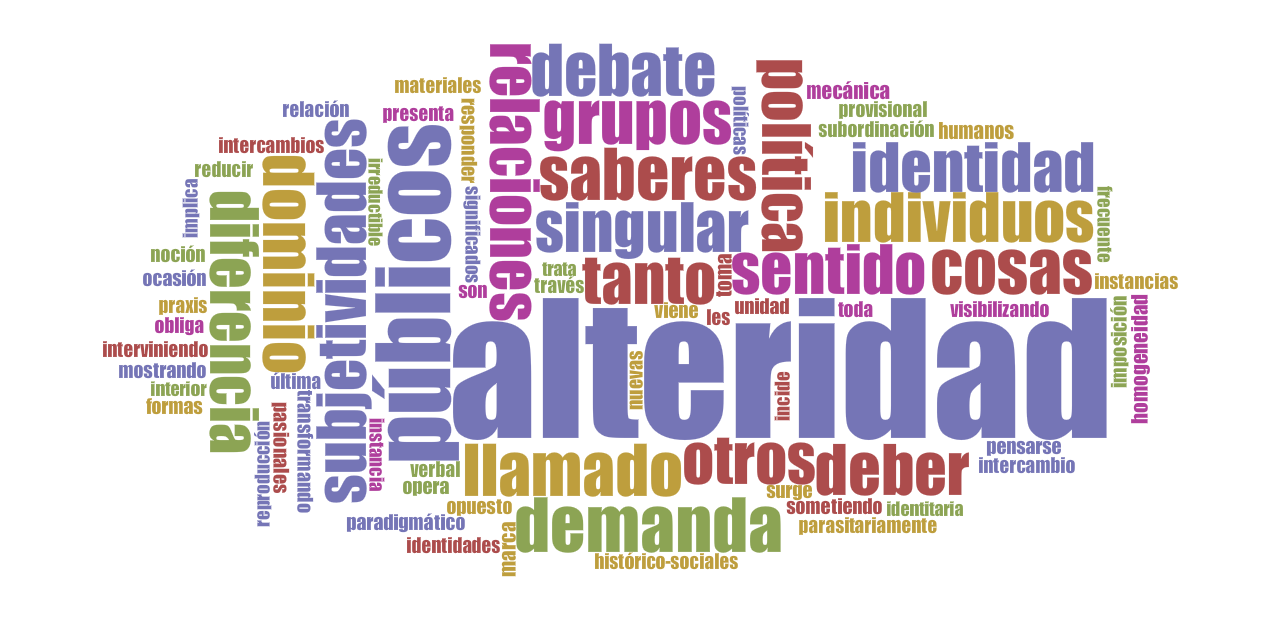 relaciones
debate
política
materiales
mecánica
políticas
grupos
responder
relación
presenta
provisional
subjetividades
públicos
subordinación
humanos
intercambios
identidad
saberes
dominio
irreductible
reducir
implica
significados
frecuente
diferencia
individuos
singular
sentido
cosas
noción
tanto
toma
trata
ocasión
través
instancias
son
alteridad
imposición
homogeneidad
praxis
unidad
viene
les
toda
visibilizando
obliga
interviniendo
nuevas
mostrando
incide
última
interior
transformando
formas
pasionales
instancia
reproducción
otros
llamado
deber
pensarse
verbal
intercambio
opera
surge
opuesto
demanda
sometiendo
identitaria
paradigmático
marca
parasitariamente
identidades
histórico-sociales